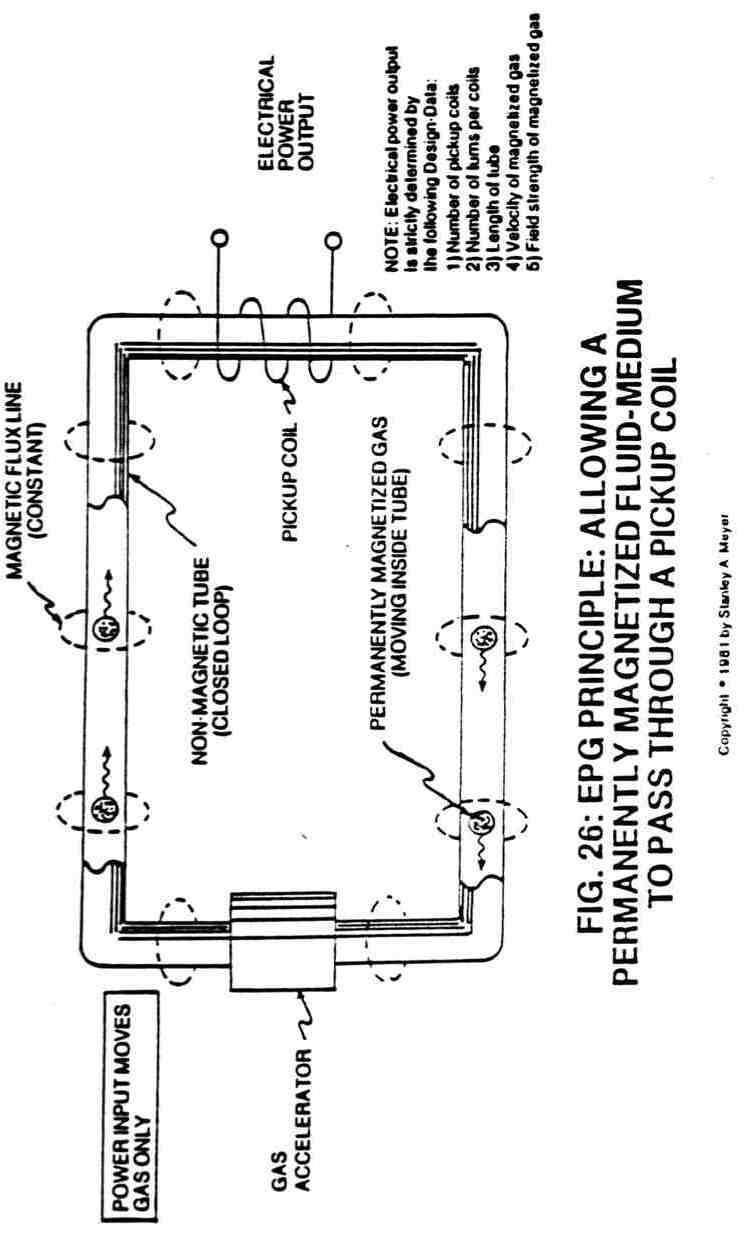 POWER INPUT MOVES
GAS ONLY
MAGNETIC FLUX LINE
(CONSTANT)
GAS
ACCELERATOR
NON-MAGNETIC TUBE
(CLOSED LOOP)
PICKUP COIL
PERMANENTLY MAGNETIZED GAS
(MOVING INSIDE TUBE)
ELECTRICAL
POWER
OUTPUT
NOTE: Electrical power output
is strictly determined by
the following Design-Data:
1) Number of pickup coils
2) Number of turns per coils
3) Length of tube
4) Velocity of magnetized gas
5) Field strength of magnetized gas
FIG. 26: EPG PRINCIPLE: ALLOWING A
PERMANENTLY MAGNETIZED FLUID-MEDIUM
TO PASS THROUGH A PICKUP COIL
Copyright * 1981 by Stanley A Meyer